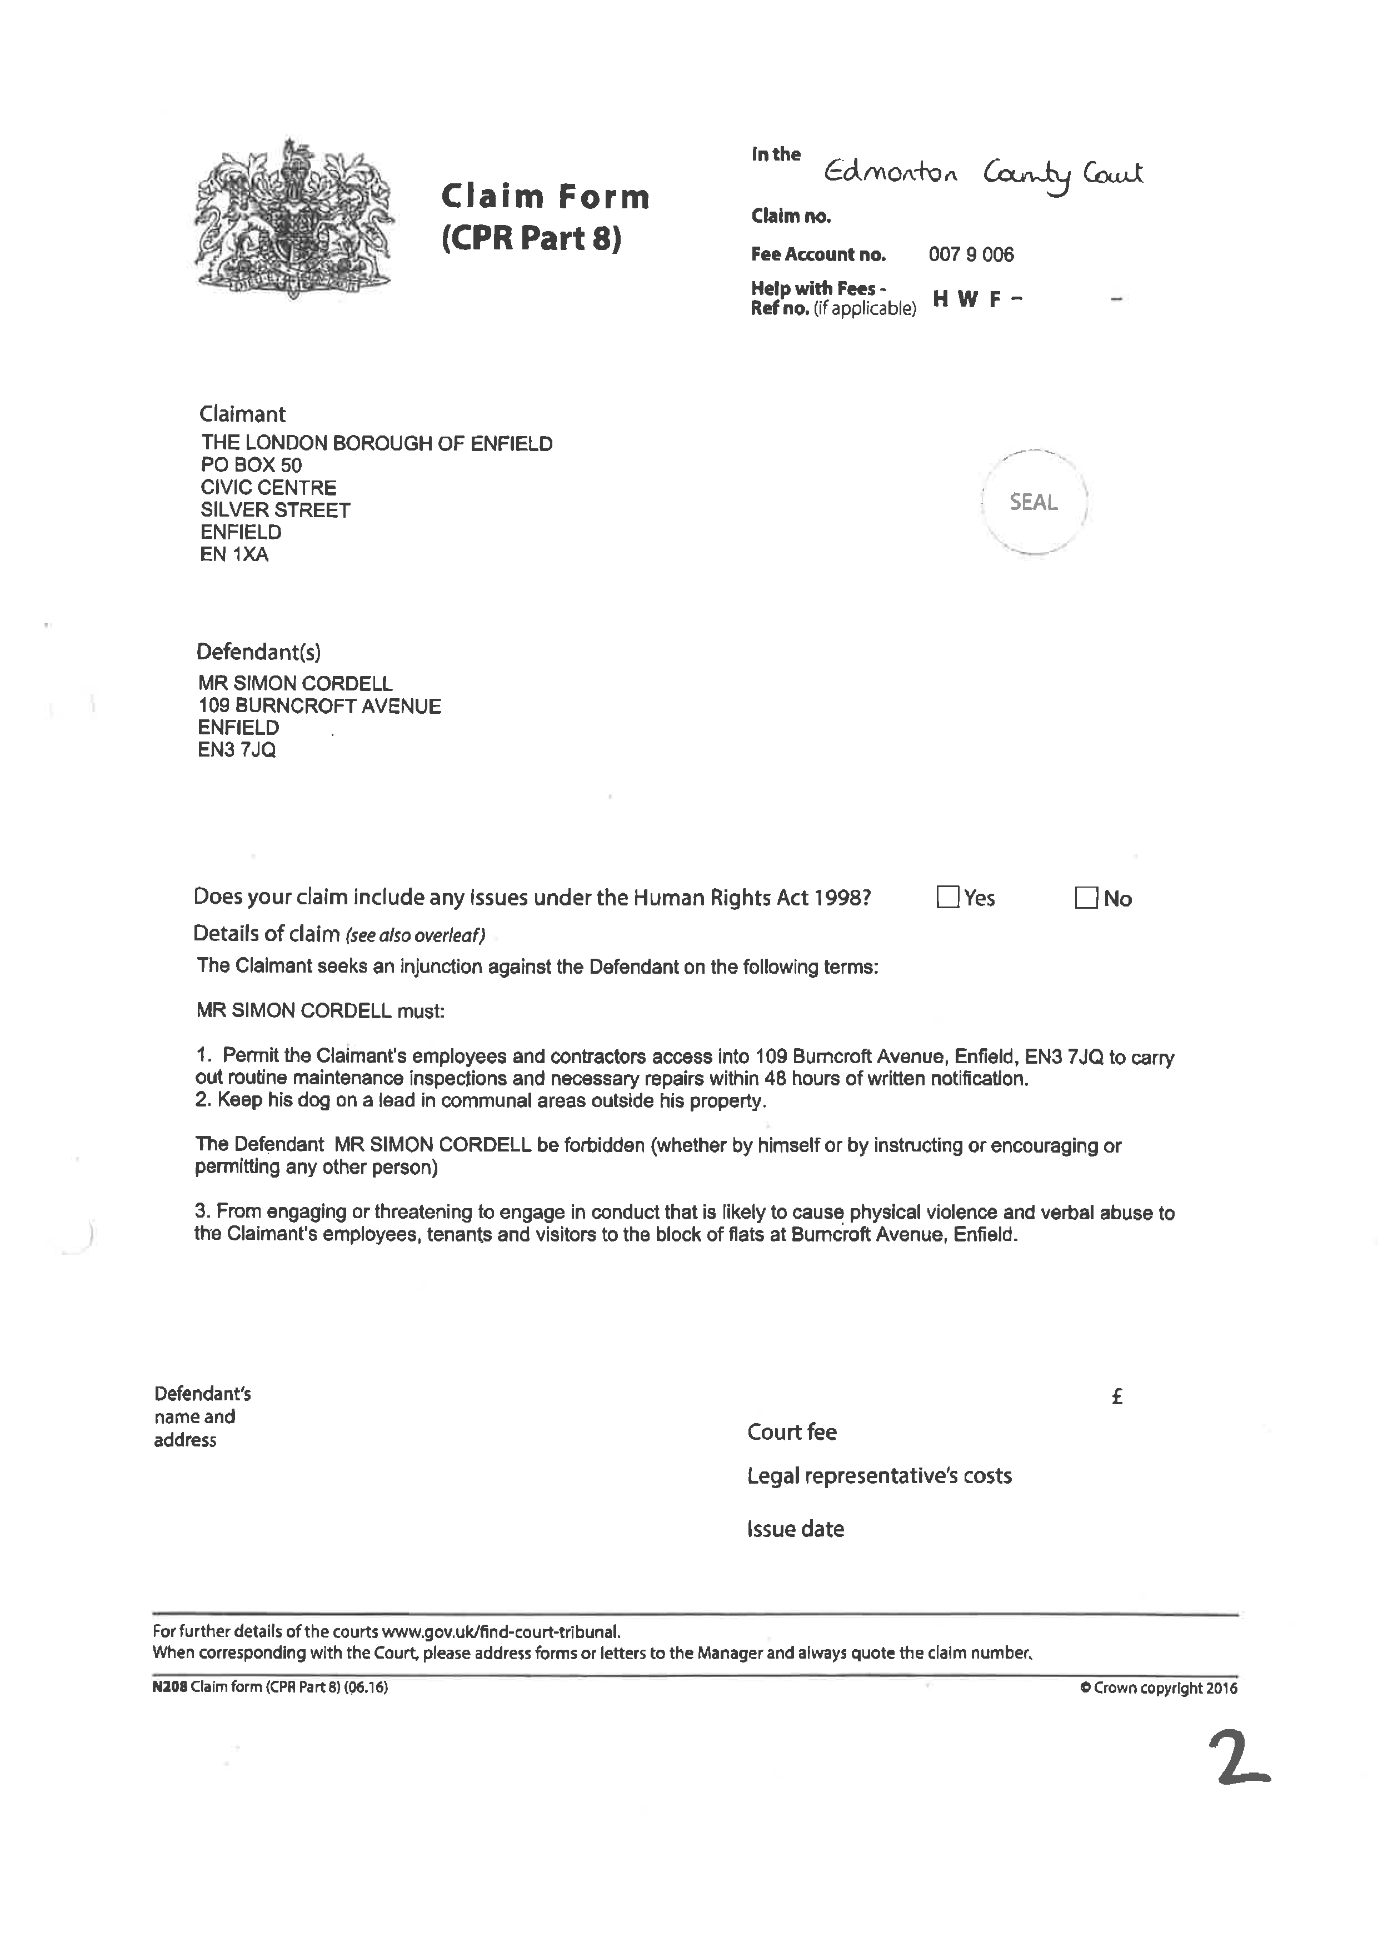 In the Edmonton County Court
Claim Form
(CPR Part 8)
Claim no.
Fee Account no. 007 9 006
Help with Fees -
Ref no. (if applicable) H W F - -
Claimant
THE LONDON BOROUGH OF ENFIELD
PO BOX 50
CIVIC CENTRE
SILVER STREET
ENFIELD
EN 1XA
SEAL
Defendant(s)
MR SIMON CORDELL
109 BURNCROFT AVENUE
ENFIELD
EN3 7JQ
Does your claim include any issues under the Human Rights Act 1998? Yes No
Details of claim (see also overleaf)
The Claimant seeks an injunction against the Defendant on the following terms:
MR SIMON CORDELL must:
1. Permit the Claimant's employees and contractors access into 109 Burncroft Avenue, Enfield, EN3 7JQ to carry
out routine maintenance inspections and necessary repairs within 48 hours of written notification.
2. Keep his dog on a lead in communal areas outside his property.
The Defendant MR SIMON CORDELL be forbidden (whether by himself or by instructing or encouraging or
permitting any other person)
3. From engaging or threatening to engage in conduct that is likely to cause physical violence and verbal abuse to
the Claimant's employees, tenants and visitors to the block of flats at Burncroft Avenue, Enfield.
Defendant's
name and
address
£
Court fee
Legal representative's costs
Issue date
For further details of the courts www.gov.uk/find-court-tribunal.
When corresponding with the Court, please address forms or letters to the Manager and always quote the claim number.
N208 Claim form (CPR Part 8) (06.16) © Crown copyright 2016
2